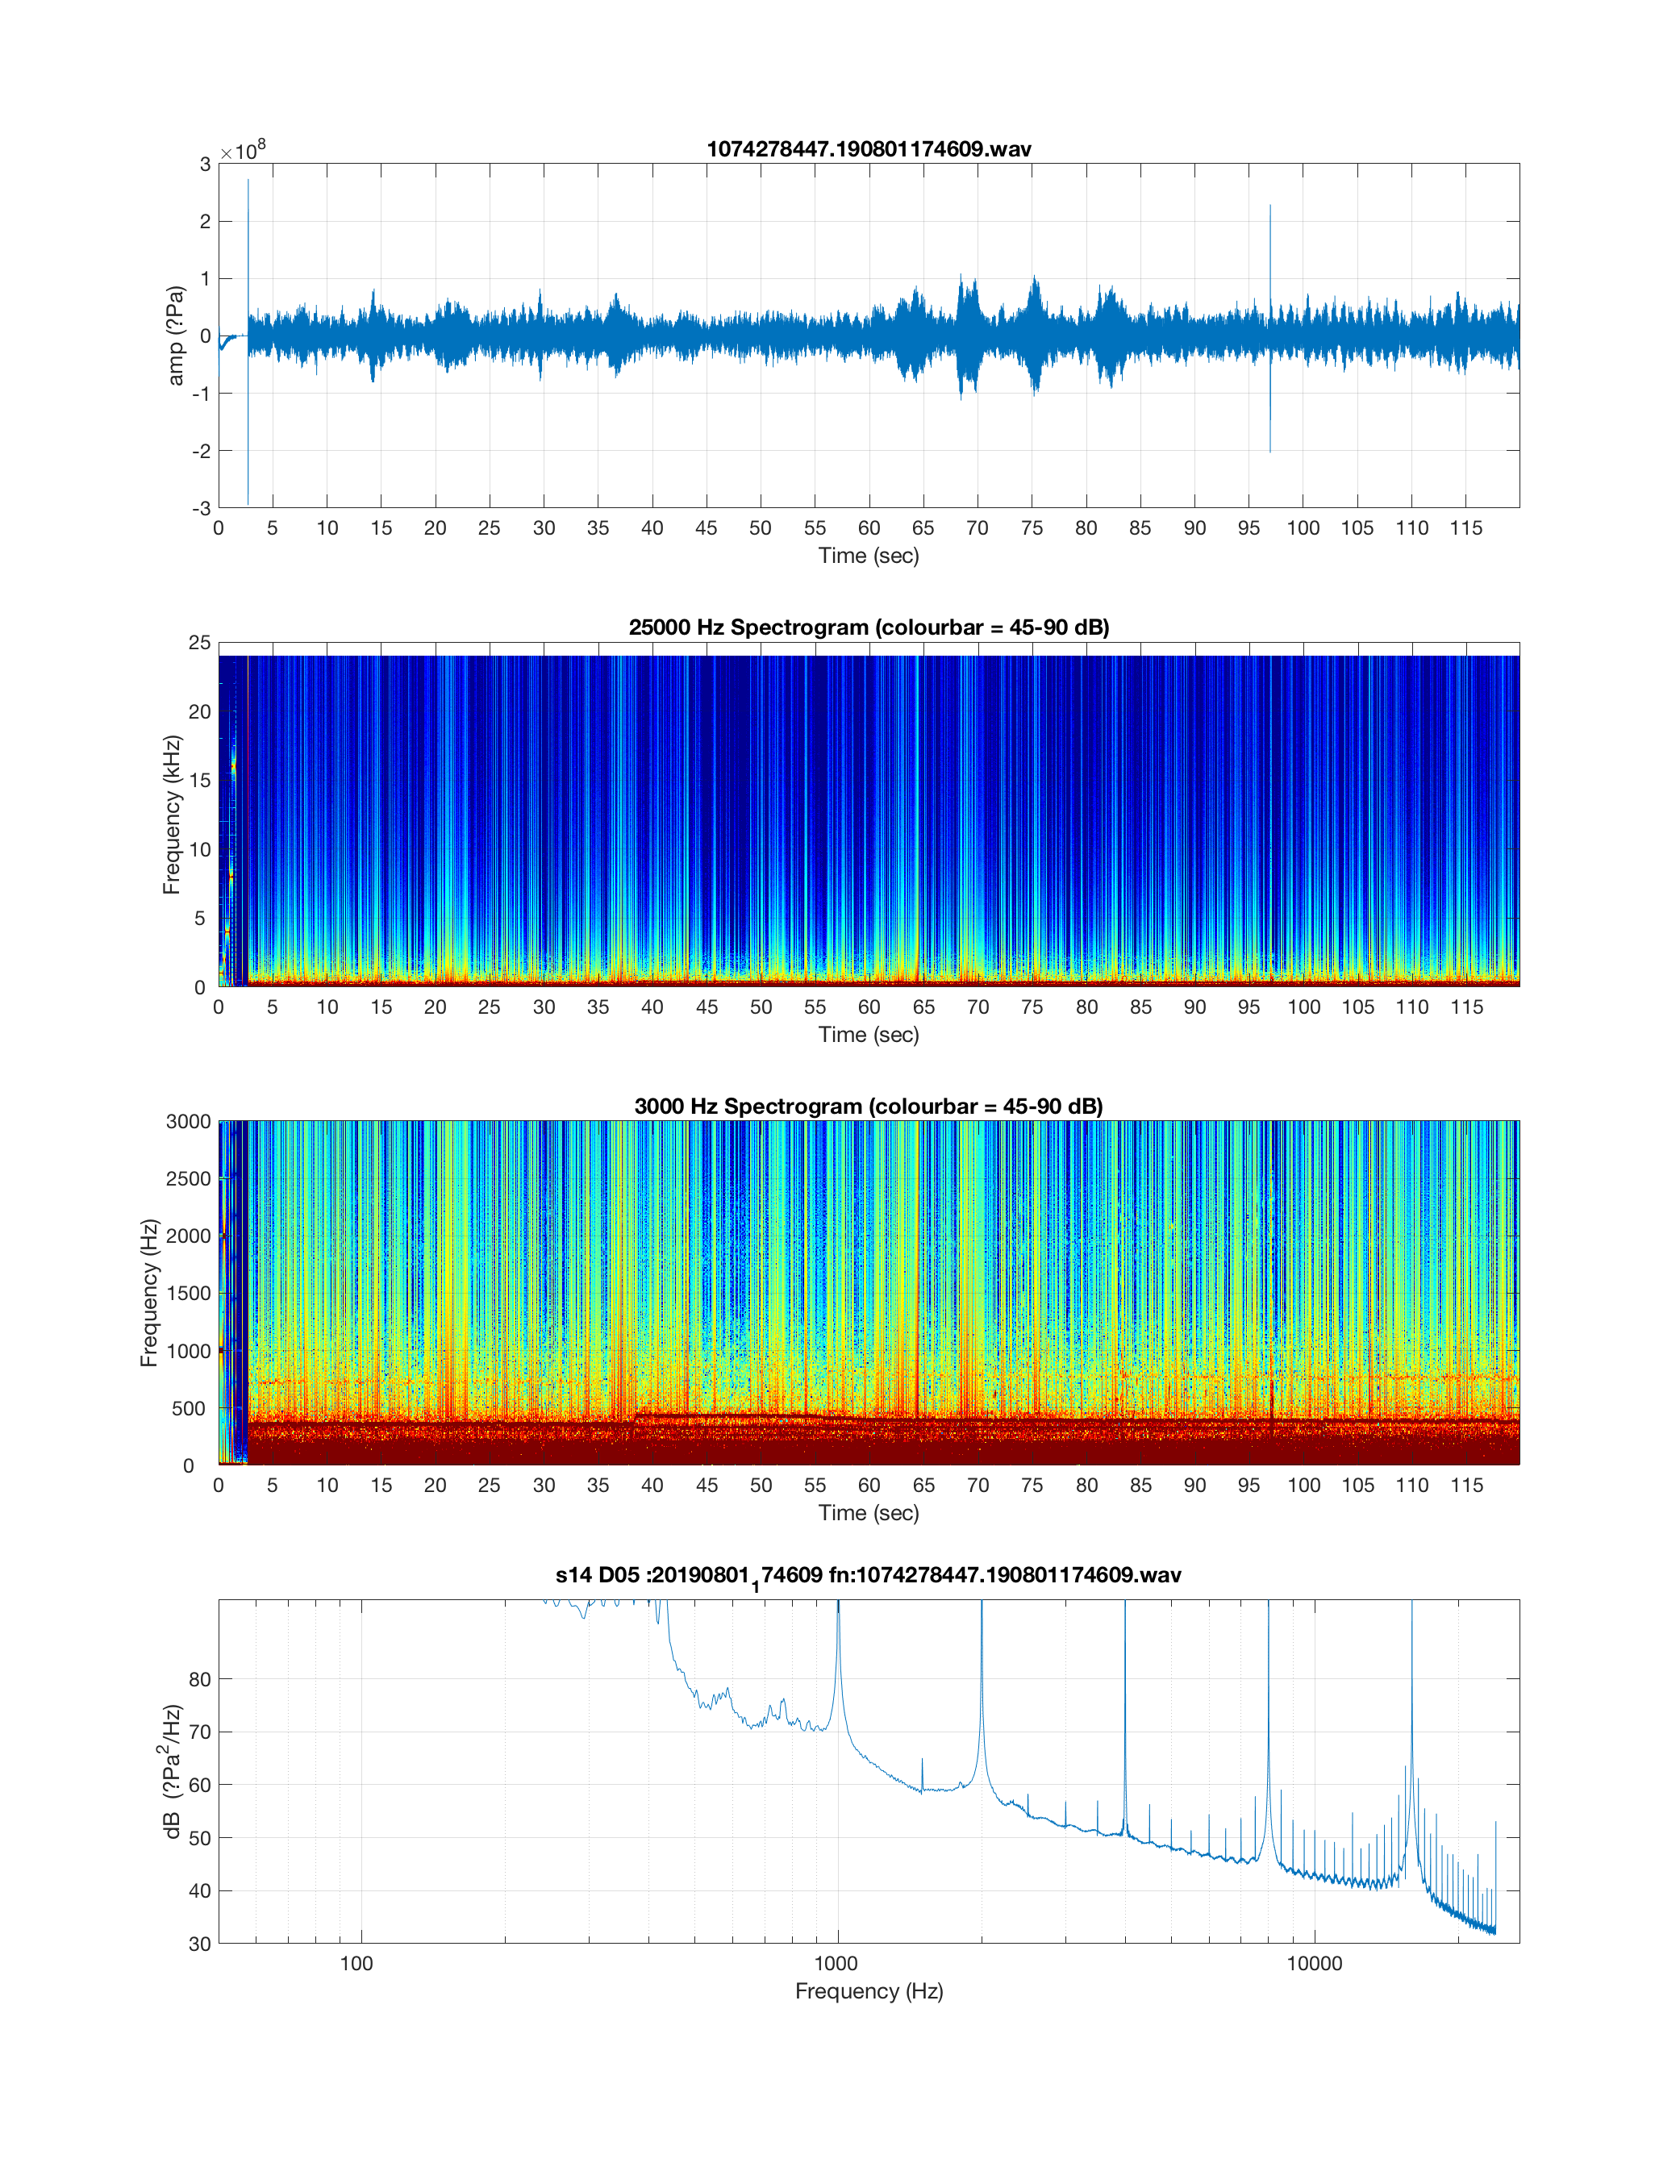 ×10^8
1074278447.190801174609.wav
3
2
1
0
-1
-2
-3
amp (?Pa)
0 5 10 15 20 25 30 35 40 45 50 55 60 65 70 75 80 85 90 95 100 105 110 115
Time (sec)
25000 Hz Spectrogram (colourbar = 45-90 dB)
25
20
15
10
5
0
Frequency (kHz)
0 5 10 15 20 25 30 35 40 45 50 55 60 65 70 75 80 85 90 95 100 105 110 115
Time (sec)
3000 Hz Spectrogram (colourbar = 45-90 dB)
3000
2500
2000
1500
1000
500
0
Frequency (Hz)
0 5 10 15 20 25 30 35 40 45 50 55 60 65 70 75 80 85 90 95 100 105 110 115
Time (sec)
s14 D05 :20190801_174609 fn:1074278447.190801174609.wav
80
70
60
50
40
30
dB (?Pa^2/Hz)
100 1000 10000
Frequency (Hz)